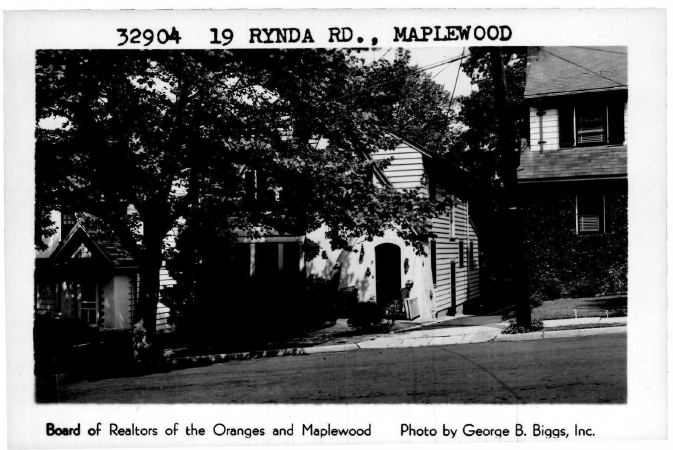 32904 19 RYNDA RD., MAPLEWOOD
Board of Realtors of the Oranges and Maplewood Photo by George B. Biggs, Inc.